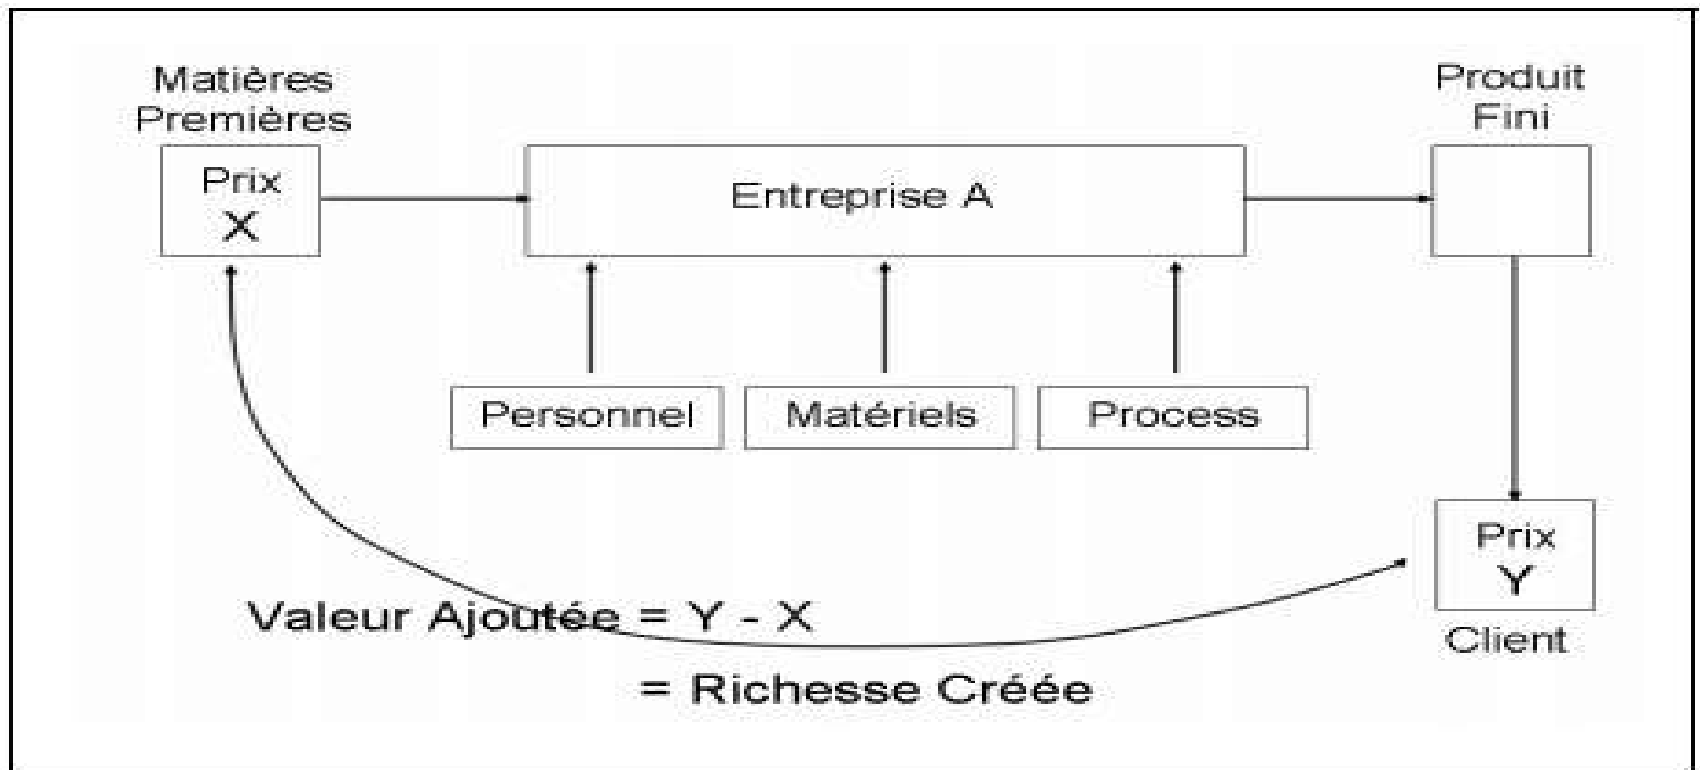 Matières
Premières
Prix
X
Entreprise A
Produit
Fini
Personnel
Matériels
Process
Prix
Y
Client
Valeur Ajoutée = Y - X
= Richesse Créée